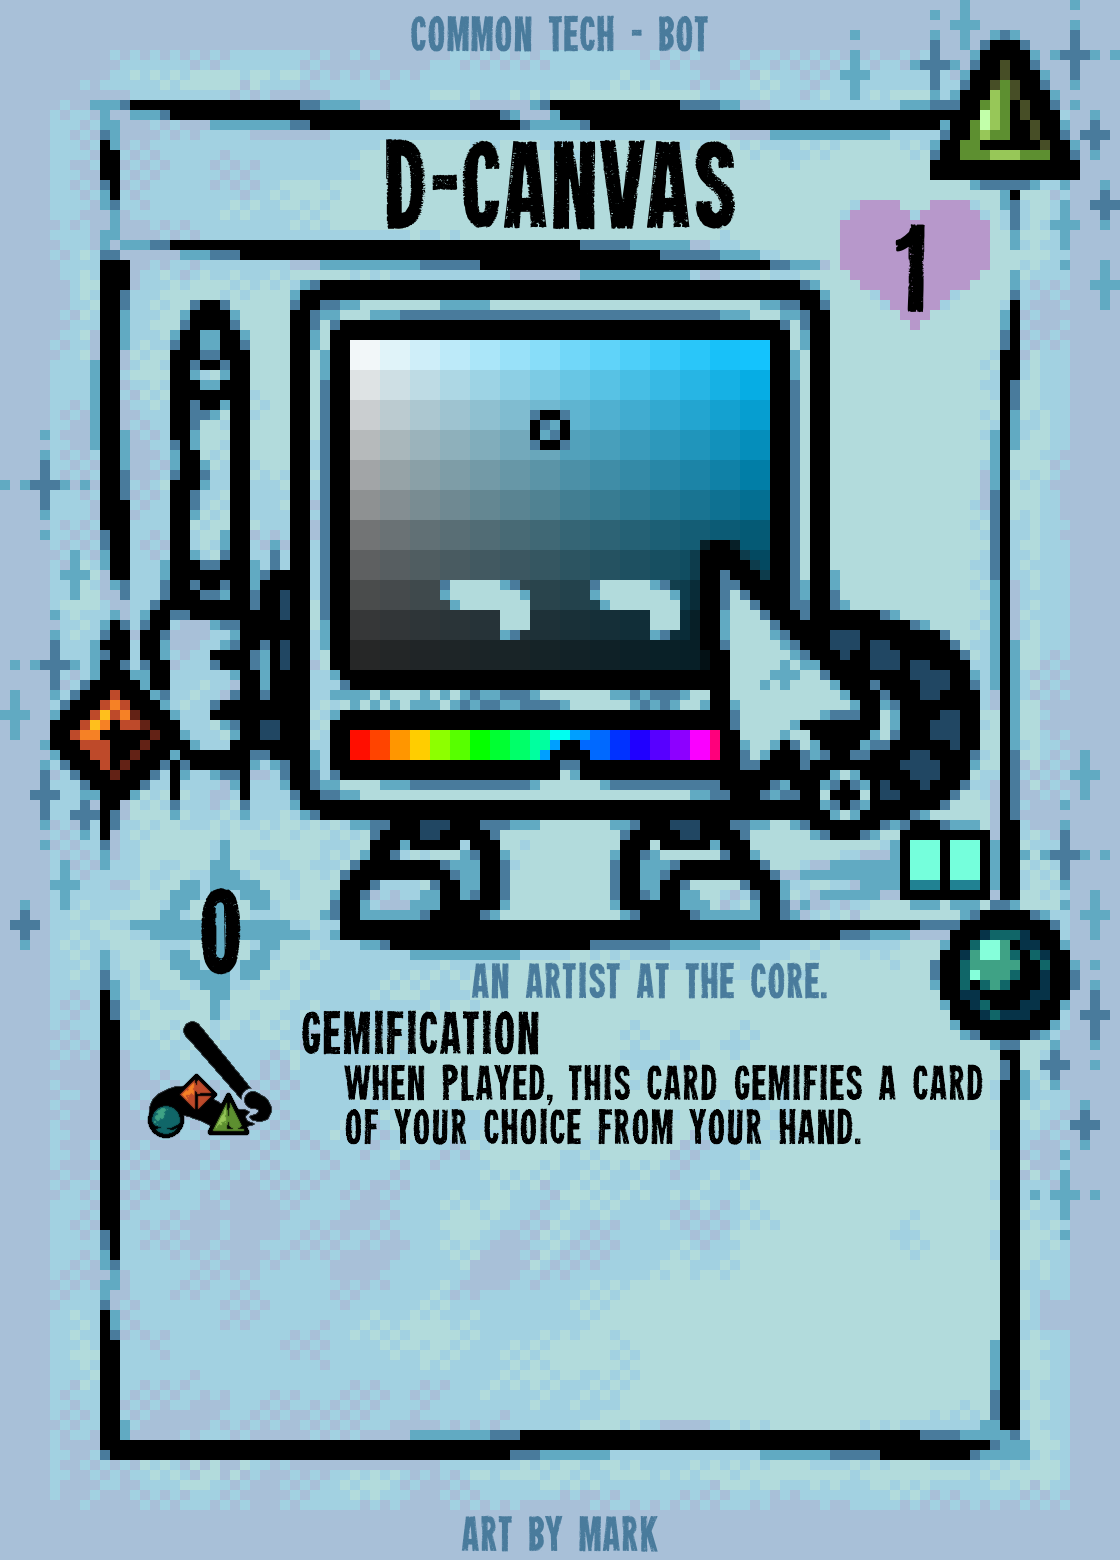 COMMON TECH - BOT
D-CANVAS
1
0
AN ARTIST AT THE CORE.
GEMIFICATION
WHEN PLAYED, THIS CARD GEMIFIES A CARD
OF YOUR CHOICE FROM YOUR HAND.
ART BY MARK